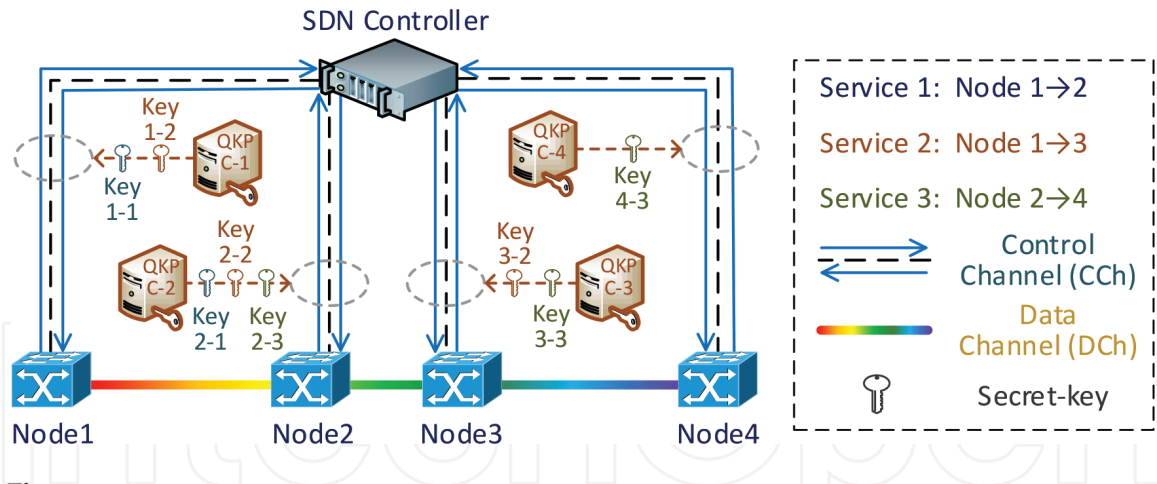 SDN Controller
Key
1-2
QKP
C-1
Key
1-1
QKP
C-4
Key
4-3
Key
2-2
QKP
C-2
Key
2-1
Key
2-3
Key
3-2
QKP
C-3
Key
3-3
Node1
Node2
Node3
Node4
Service 1: Node 1→2
Service 2: Node 1→3
Service 3: Node 2→4
Control
Channel (CCh)
Data
Channel (DCh)
Secret-key
IntechOpen